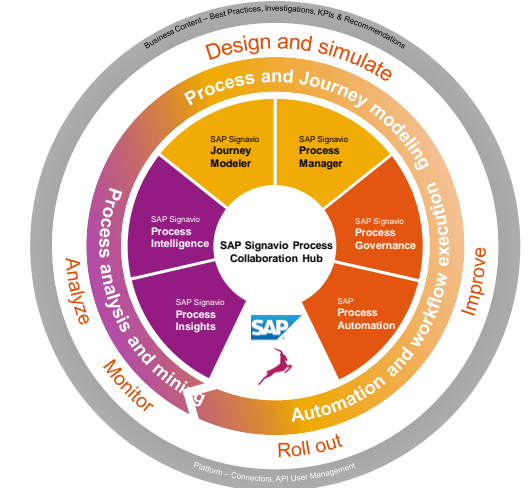 Business Content – Best Practices, Investigations, KPIs & Recommendations
Design and simulate
Process and Journey modeling
SAP Signavio
Journey
Modeler
SAP Signavio
Process
Manager
SAP Signavio
Process
Intelligence
SAP Signavio
Process
Governance
SAP Signavio Process
Collaboration Hub
SAP Signavio
Process
Insights
SAP
Process
Automation
SAP
Process analysis and mining
Automation and workflow execution
Analyze
Improve
Monitor
Roll out
Platform – Connectors, API User Management